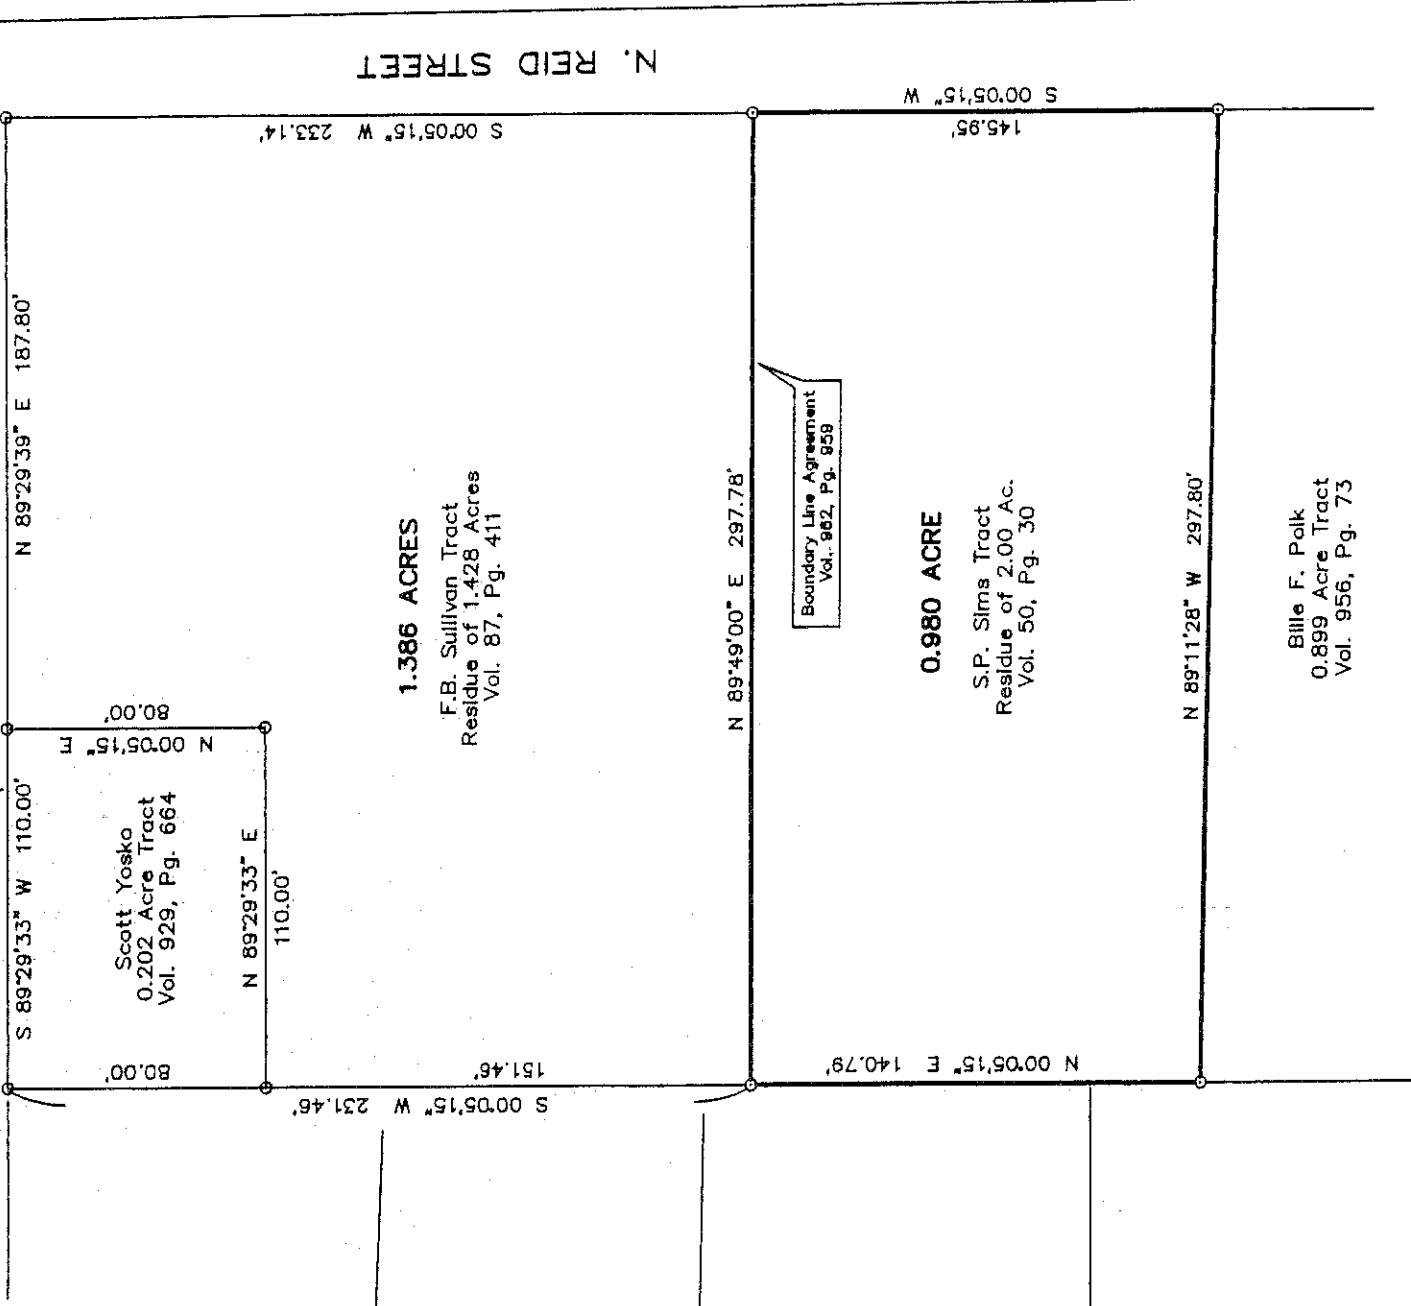 N. REID STREET
S 00°05'15" W 233.14'
S 00°05'15" W
145.95'
N 89°29'39" E 187.80'
S 89°29'33" W 110.00'
80.00'
N 00°05'15" E
Scott Yosko
0.202 Acre Tract
Vol. 929, Pg. 664
N 89°29'33" E
110.00'
80.00'
151.46'
S 00°05'15" W 231.46'
1.386 ACRES
F.B. Sullivan Tract
Residue of 1.428 Acres
Vol. 87, Pg. 411
N 89°49'00" E 297.78'
Boundary Line Agreement
Vol. 962, Pg. 959
0.980 ACRE
S.P. Sims Tract
Residue of 2.00 Ac.
Vol. 50, Pg. 30
N 00°05'15" E 140.79'
N 89°11'28" W 297.80'
Bille F. Polk
0.899 Acre Tract
Vol. 956, Pg. 73